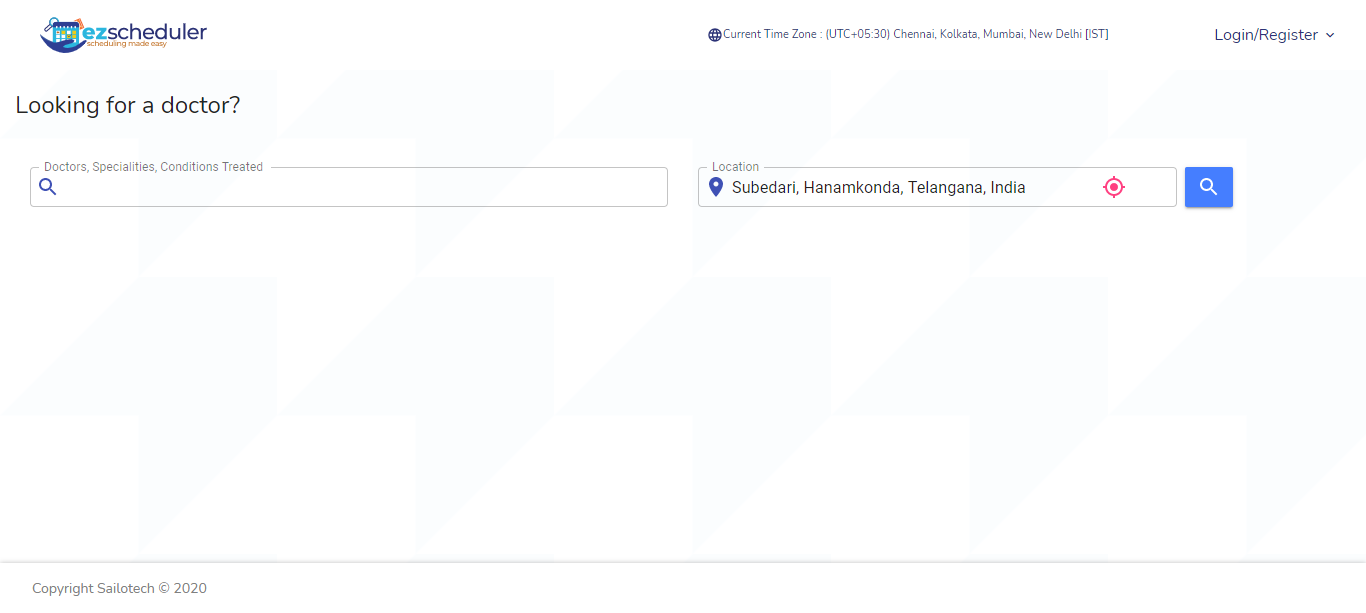 ezscheduler
scheduling made easy
Current Time Zone : (UTC+05:30) Chennai, Kolkata, Mumbai, New Delhi [IST]
Login/Register
Looking for a doctor?
Doctors, Specialities, Conditions Treated
Location
Subedari, Hanamkonda, Telangana, India
Copyright Sailotech © 2020